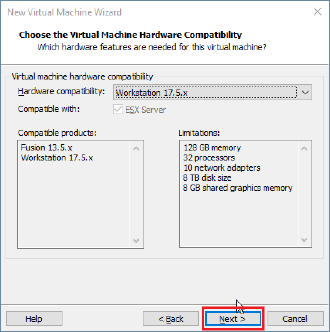 New Virtual Machine Wizard
Choose the Virtual Machine Hardware Compatibility
Which hardware features are needed for this virtual machine?
Virtual machine hardware compatibility
Hardware compatibility:
Workstation 17.5.x
Compatible with:
ESX Server
Compatible products:
Fusion 13.5.x
Workstation 17.5.x
Limitations:
128 GB memory
32 processors
10 network adapters
8 TB disk size
8 GB shared graphics memory
Help
< Back
Next >
Cancel